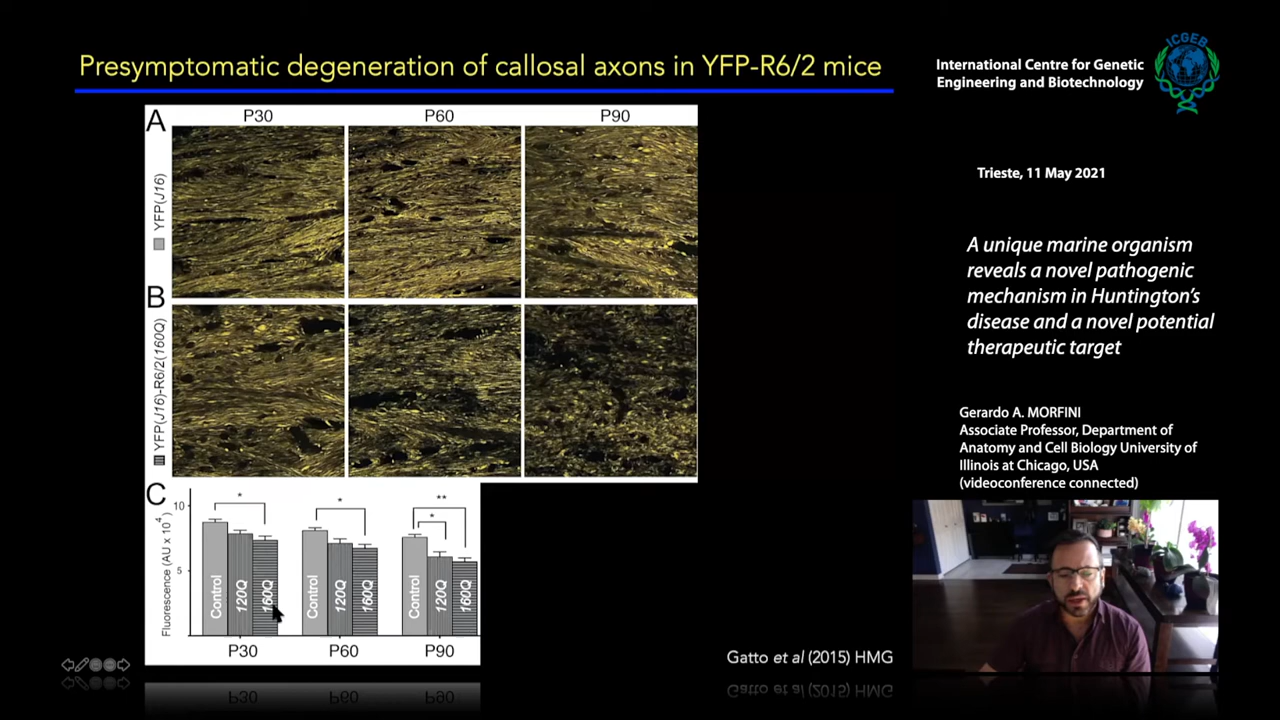 Presymptomatic degeneration of callosal axons in YFP-R6/2 mice
International Centre for Genetic
Engineering and Biotechnology
ICGEB
Trieste, 11 May 2021
A unique marine organism
reveals a novel pathogenic
mechanism in Huntington's
disease and a novel potential
therapeutic target
Gerardo A. MORFINI
Associate Professor, Department of
Anatomy and Cell Biology University of
Illinois at Chicago, USA
(videoconference connected)
A
P30 P60 P90
YFP(J16)
B
YFP(J16)-R6/2(160Q)
C
Fluorescence (AU x 10^4)
10
5
* * ** *
Control 120Q 160Q Control 120Q 160Q Control 120Q 160Q
P30 P60 P90
Gatto et al (2015) HMG